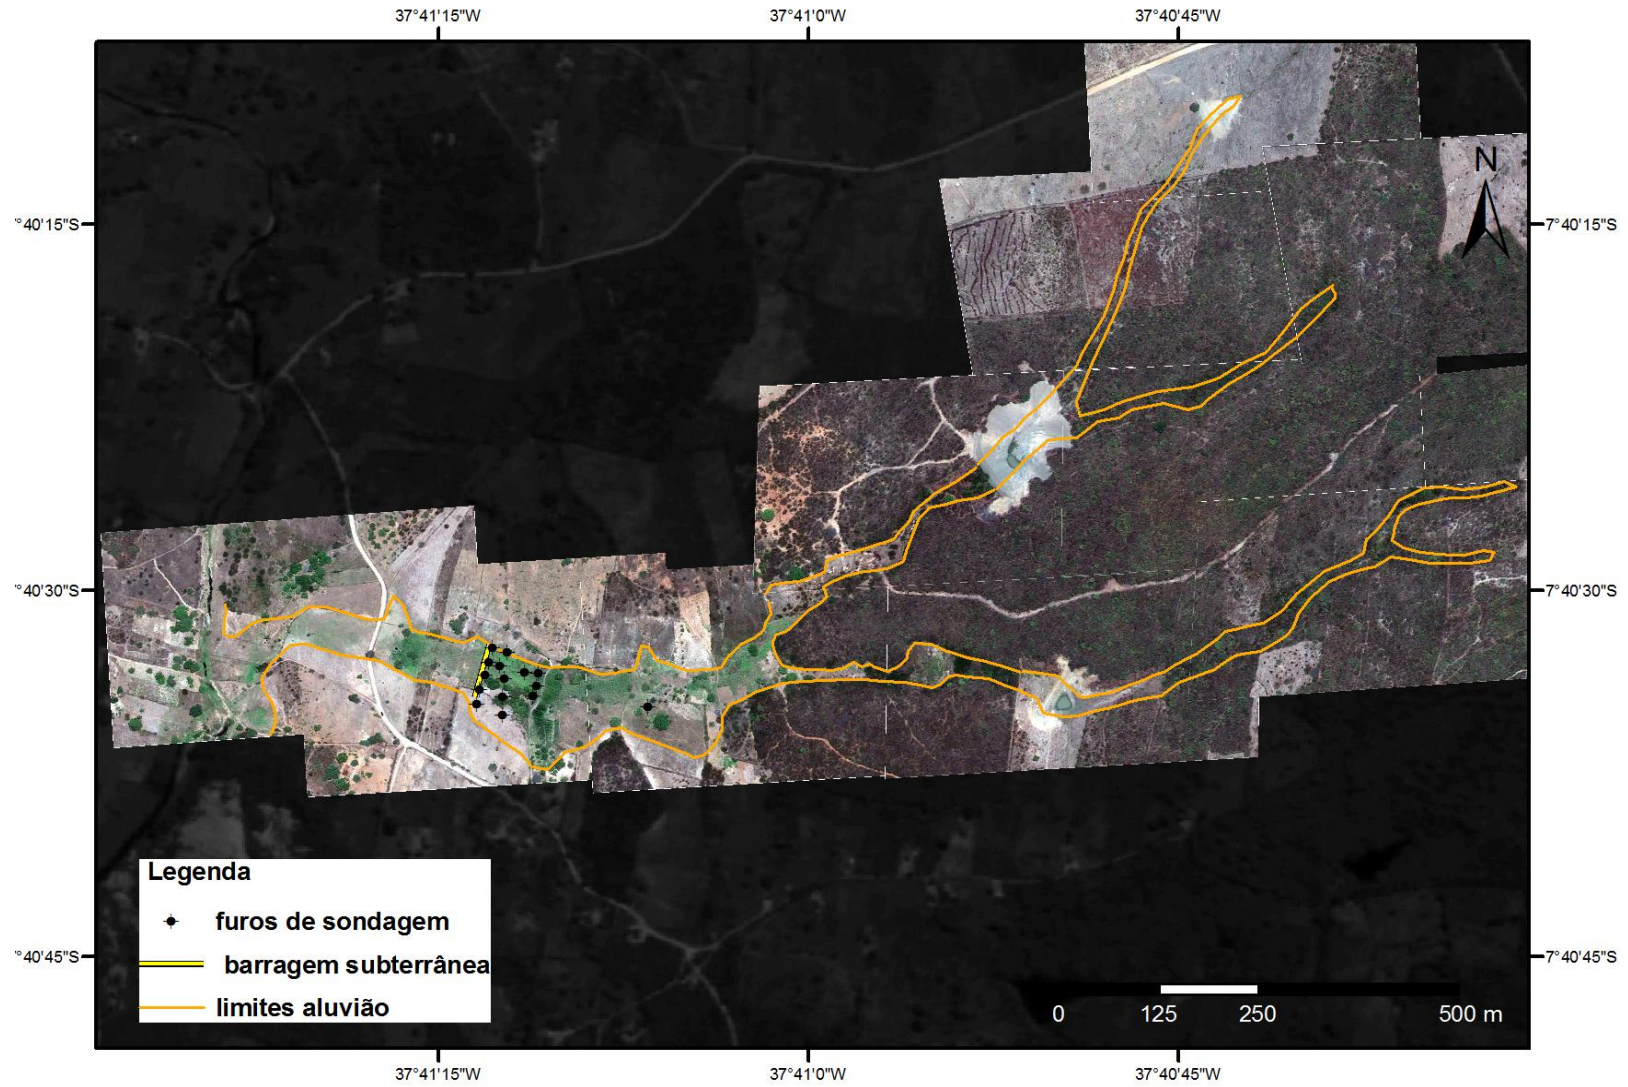 37°41'15"W 37°41'0"W 37°40'45"W
N
°40'15"S 7°40'15"S
°40'30"S 7°40'30"S
Legenda
furos de sondagem
barragem subterrânea
°40'45"S 7°40'45"S
limites aluvião
0 125 250 500 m
37°41'15"W 37°41'0"W 37°40'45"W